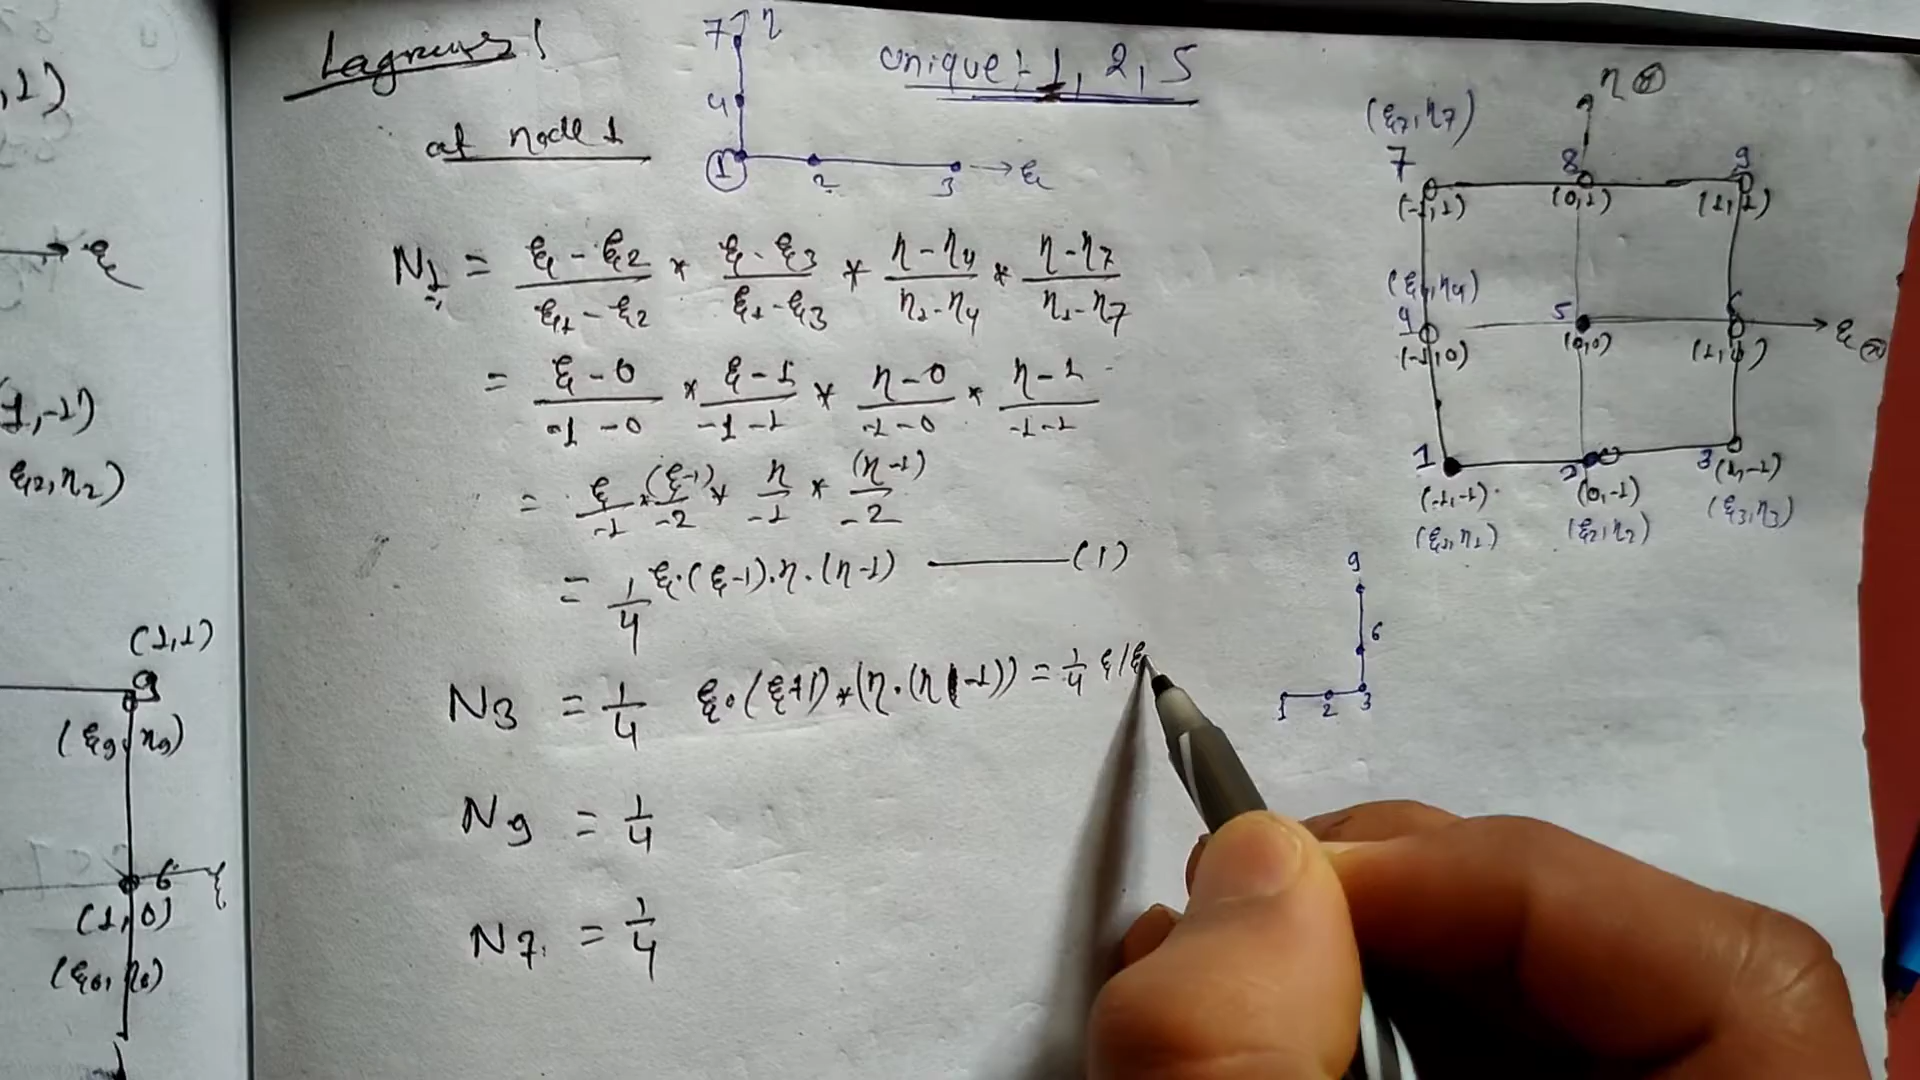 Lagranges!
7 η
4
① 2 3 → ξ
Unique:- 1, 2, 5
at node 1
N1 = (ξ - ξ2)/(ξ1 - ξ2) * (ξ - ξ3)/(ξ1 - ξ3) * (η - η4)/(η1 - η4) * (η - η7)/(η1 - η7)
= (ξ - 0)/(-1 - 0) * (ξ - 1)/(-1 - 1) * (η - 0)/(-1 - 0) * (η - 1)/(-1 - 1)
= ξ/-1 * (ξ-1)/-2 * η/-1 * (η-1)/-2
= 1/4 ξ.(ξ-1).η.(η-1) ——— (1)
N3 = 1/4 ξ.(ξ+1)*(η.(η-1)) = 1/4 ξ(ξ
N9 = 1/4
N7. = 1/4
η
(ξ7, η7)
7 8 9
(-1, 1) (0, 1) (1, 1)
(ξ4, η4)
4 5 6 ξ
(-1, 0) (0, 0) (1, 0)
1 2 3
(-1, -1) (0, -1) (1, -1)
(ξ1, η1) (ξ2, η2) (ξ3, η3)
9
6
1 2 3
, 1)
ξ
1, -1)
ξ2, η2)
(1, 1)
9
(ξ9, η9)
6 ξ
(1, 0)
(ξ6, η6)